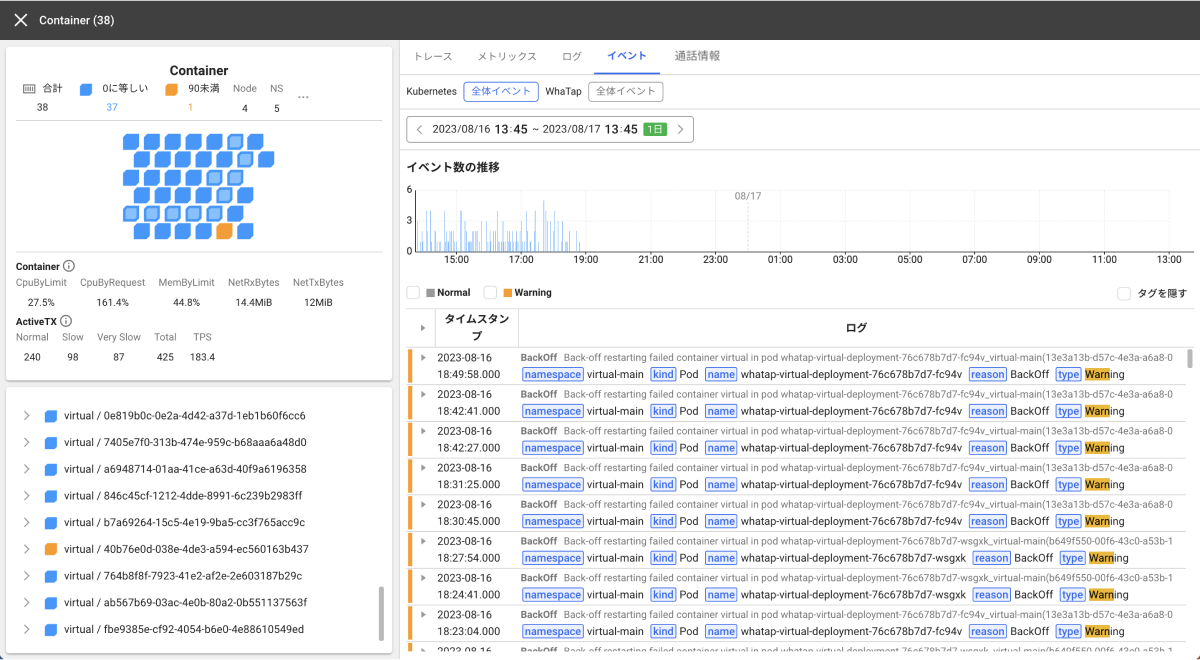 Container (38)
Container
合計 0に等しい 90未満 Node NS ...
38 37 1 4 5
Container
CpuByLimit CpuByRequest MemByLimit NetRxBytes NetTxBytes
27.5% 161.4% 44.8% 14.4MiB 12MiB
ActiveTX
Normal Slow Very Slow Total TPS
240 98 87 425 183.4
virtual / 0e819b0c-0e2a-4d42-a37d-1eb1b60f6cc6
virtual / 7405e7f0-313b-474e-959c-b68aaa6a48d0
virtual / a6948714-01aa-41ce-a63d-40f9a6196358
virtual / 846c45cf-1212-4dde-8991-6c239b2983ff
virtual / b7a69264-15c5-4e19-9ba5-cc3f765acc9c
virtual / 40b76e0d-038e-4de3-a594-ec560163b437
virtual / 764b8f8f-7923-41e2-af2e-2e603187b29c
virtual / ab567b69-03ac-4e0b-80a2-0b551137563f
virtual / fbe9385e-cf92-4054-b6e0-4e88610549ed
トレース メトリックス ログ イベント 通話情報
Kubernetes 全体イベント WhaTap 全体イベント
2023/08/16 13:45 ~ 2023/08/17 13:45 1日
イベント数の推移
6
3
0
08/17
15:00 17:00 19:00 21:00 23:00 01:00 03:00 05:00 07:00 09:00 11:00 13:00
Normal Warning タグを隠す
タイムスタンプ ログ
2023-08-16 BackOff Back-off restarting failed container virtual in pod whatap-virtual-deployment-76c678b7d7-fc94v_virtual-main(13e3a13b-d57c-4e3a-a6a8-0
18:49:58.000 namespace virtual-main kind Pod name whatap-virtual-deployment-76c678b7d7-fc94v reason BackOff type Warning
2023-08-16 BackOff Back-off restarting failed container virtual in pod whatap-virtual-deployment-76c678b7d7-fc94v_virtual-main(13e3a13b-d57c-4e3a-a6a8-0
18:42:41.000 namespace virtual-main kind Pod name whatap-virtual-deployment-76c678b7d7-fc94v reason BackOff type Warning
2023-08-16 BackOff Back-off restarting failed container virtual in pod whatap-virtual-deployment-76c678b7d7-fc94v_virtual-main(13e3a13b-d57c-4e3a-a6a8-0
18:42:27.000 namespace virtual-main kind Pod name whatap-virtual-deployment-76c678b7d7-fc94v reason BackOff type Warning
2023-08-16 BackOff Back-off restarting failed container virtual in pod whatap-virtual-deployment-76c678b7d7-fc94v_virtual-main(13e3a13b-d57c-4e3a-a6a8-0
18:31:25.000 namespace virtual-main kind Pod name whatap-virtual-deployment-76c678b7d7-fc94v reason BackOff type Warning
2023-08-16 BackOff Back-off restarting failed container virtual in pod whatap-virtual-deployment-76c678b7d7-fc94v_virtual-main(13e3a13b-d57c-4e3a-a6a8-0
18:30:45.000 namespace virtual-main kind Pod name whatap-virtual-deployment-76c678b7d7-fc94v reason BackOff type Warning
2023-08-16 BackOff Back-off restarting failed container virtual in pod whatap-virtual-deployment-76c678b7d7-wsgxk_virtual-main(b649f550-00f6-43c0-a53b-1
18:27:54.000 namespace virtual-main kind Pod name whatap-virtual-deployment-76c678b7d7-wsgxk reason BackOff type Warning
2023-08-16 BackOff Back-off restarting failed container virtual in pod whatap-virtual-deployment-76c678b7d7-wsgxk_virtual-main(b649f550-00f6-43c0-a53b-1
18:24:41.000 namespace virtual-main kind Pod name whatap-virtual-deployment-76c678b7d7-wsgxk reason BackOff type Warning
2023-08-16 BackOff Back-off restarting failed container virtual in pod whatap-virtual-deployment-76c678b7d7-fc94v_virtual-main(13e3a13b-d57c-4e3a-a6a8-0
18:23:04.000 namespace virtual-main kind Pod name whatap-virtual-deployment-76c678b7d7-fc94v reason BackOff type Warning
2023-08-16 BackOff Back-off restarting failed container virtual in pod whatap-virtual-deployment-76c678b7d7-wsgxk_virtual-main(b649f550-00f6-43c0-a53b-1